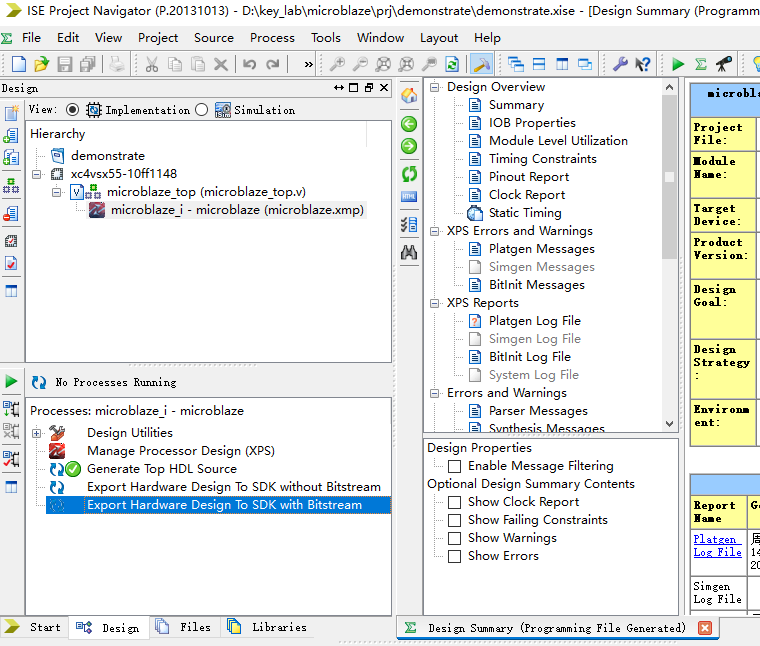 ISE Project Navigator (P.20131013) - D:\key_lab\microblaze\prj\demonstrate\demonstrate.xise - [Design Summary (Programm
File Edit View Project Source Process Tools Window Layout Help
Design
View: Implementation Simulation
Hierarchy
demonstrate
xc4vsx55-10ff1148
microblaze_top (microblaze_top.v)
microblaze_i - microblaze (microblaze.xmp)
No Processes Running
Processes: microblaze_i - microblaze
Design Utilities
Manage Processor Design (XPS)
Generate Top HDL Source
Export Hardware Design To SDK without Bitstream
Export Hardware Design To SDK with Bitstream
Start Design Files Libraries
Design Overview
Summary
IOB Properties
Module Level Utilization
Timing Constraints
Pinout Report
Clock Report
Static Timing
XPS Errors and Warnings
Platgen Messages
Simgen Messages
BitInit Messages
XPS Reports
Platgen Log File
Simgen Log File
BitInit Log File
System Log File
Errors and Warnings
Parser Messages
Synthesis Messages
Design Properties
Enable Message Filtering
Optional Design Summary Contents
Show Clock Report
Show Failing Constraints
Show Warnings
Show Errors
Design Summary (Programming File Generated)
microbla
Project
File:
Module
Name:
Target
Device:
Product
Version:
Design
Goal:
Design
Strategy
:
Environm
ent:
Report
Name
Platgen
Log File
周
14
20
Simgen
Log File